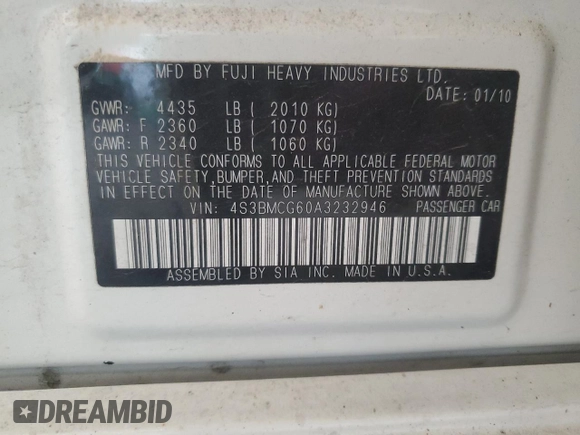 MFD BY FUJI HEAVY INDUSTRIES LTD.
DATE: 01/10
GVWR: 4435 LB ( 2010 KG)
GAWR: F 2360 LB ( 1070 KG)
GAWR: R 2340 LB ( 1060 KG)
THIS VEHICLE CONFORMS TO ALL APPLICABLE FEDERAL MOTOR
VEHICLE SAFETY,BUMPER,AND THEFT PREVENTION STANDARDS
IN EFFECT ON THE DATE OF MANUFACTURE SHOWN ABOVE.
VIN: 4S3BMCG60A3232946 PASSENGER CAR
ASSEMBLED BY SIA INC. MADE IN U.S.A.
DREAMBID